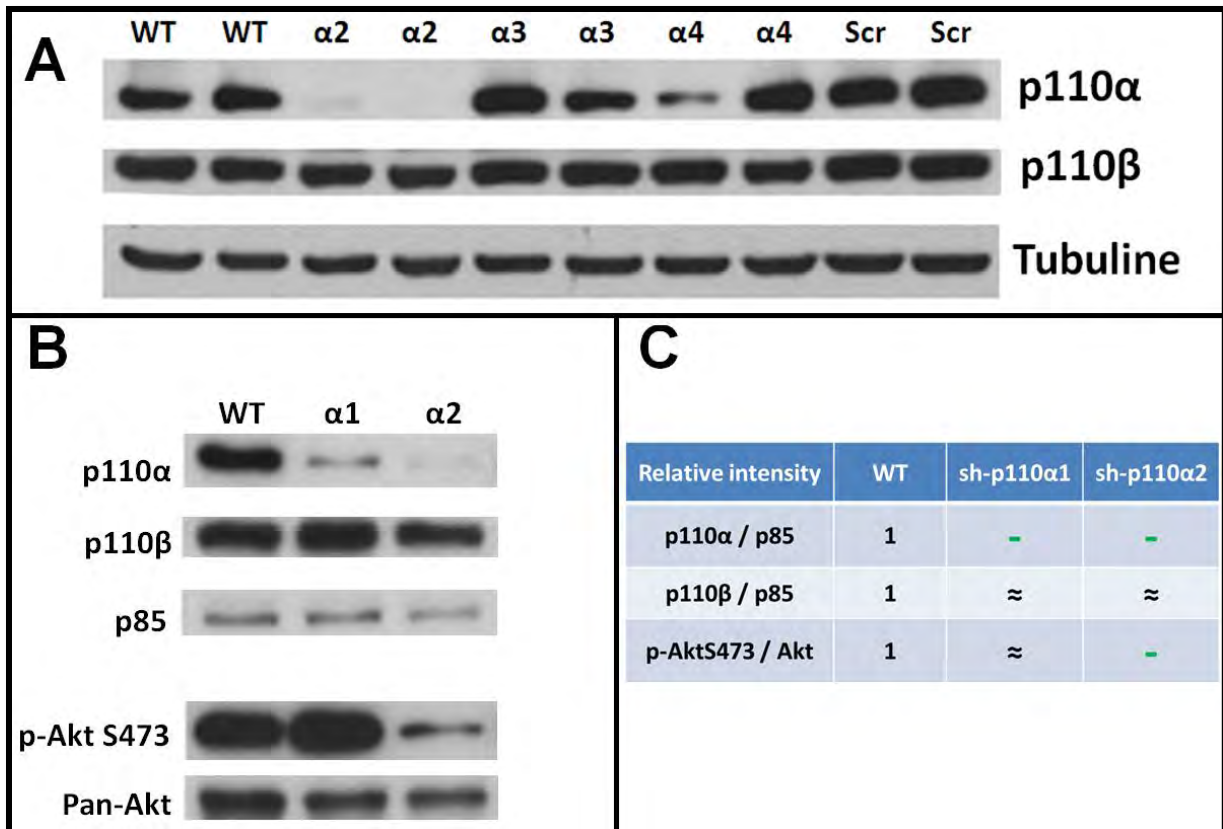 A
WT WT α2 α2 α3 α3 α4 α4 Scr Scr
p110α
p110β
Tubuline
B
WT α1 α2
p110α
p110β
p85
p-Akt S473
Pan-Akt
C
Relative intensity WT sh-p110α1 sh-p110α2
p110α / p85 1 - -
p110β / p85 1 ≈ ≈
p-AktS473 / Akt 1 ≈ -